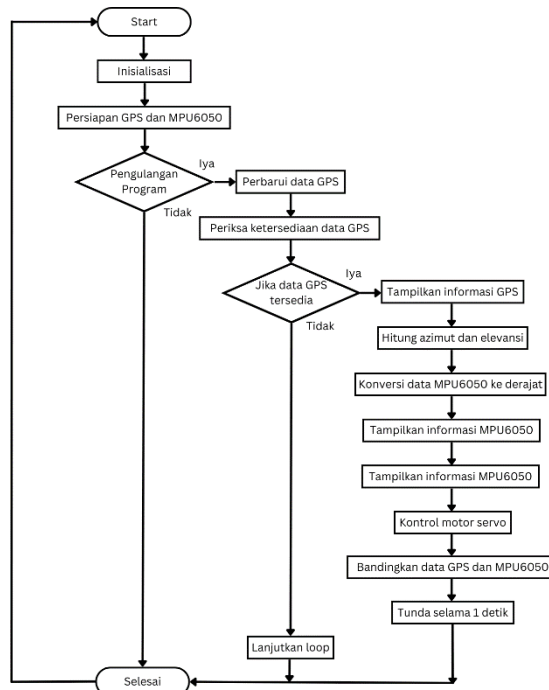 Start
Inisialisasi
Persiapan GPS dan MPU6050
Pengulangan
Program
Iya
Tidak
Perbarui data GPS
Periksa ketersediaan data GPS
Jika data GPS
tersedia
Iya
Tidak
Tampilkan informasi GPS
Hitung azimut dan elevansi
Konversi data MPU6050 ke derajat
Tampilkan informasi MPU6050
Tampilkan informasi MPU6050
Kontrol motor servo
Bandingkan data GPS dan MPU6050
Tunda selama 1 detik
Lanjutkan loop
Selesai